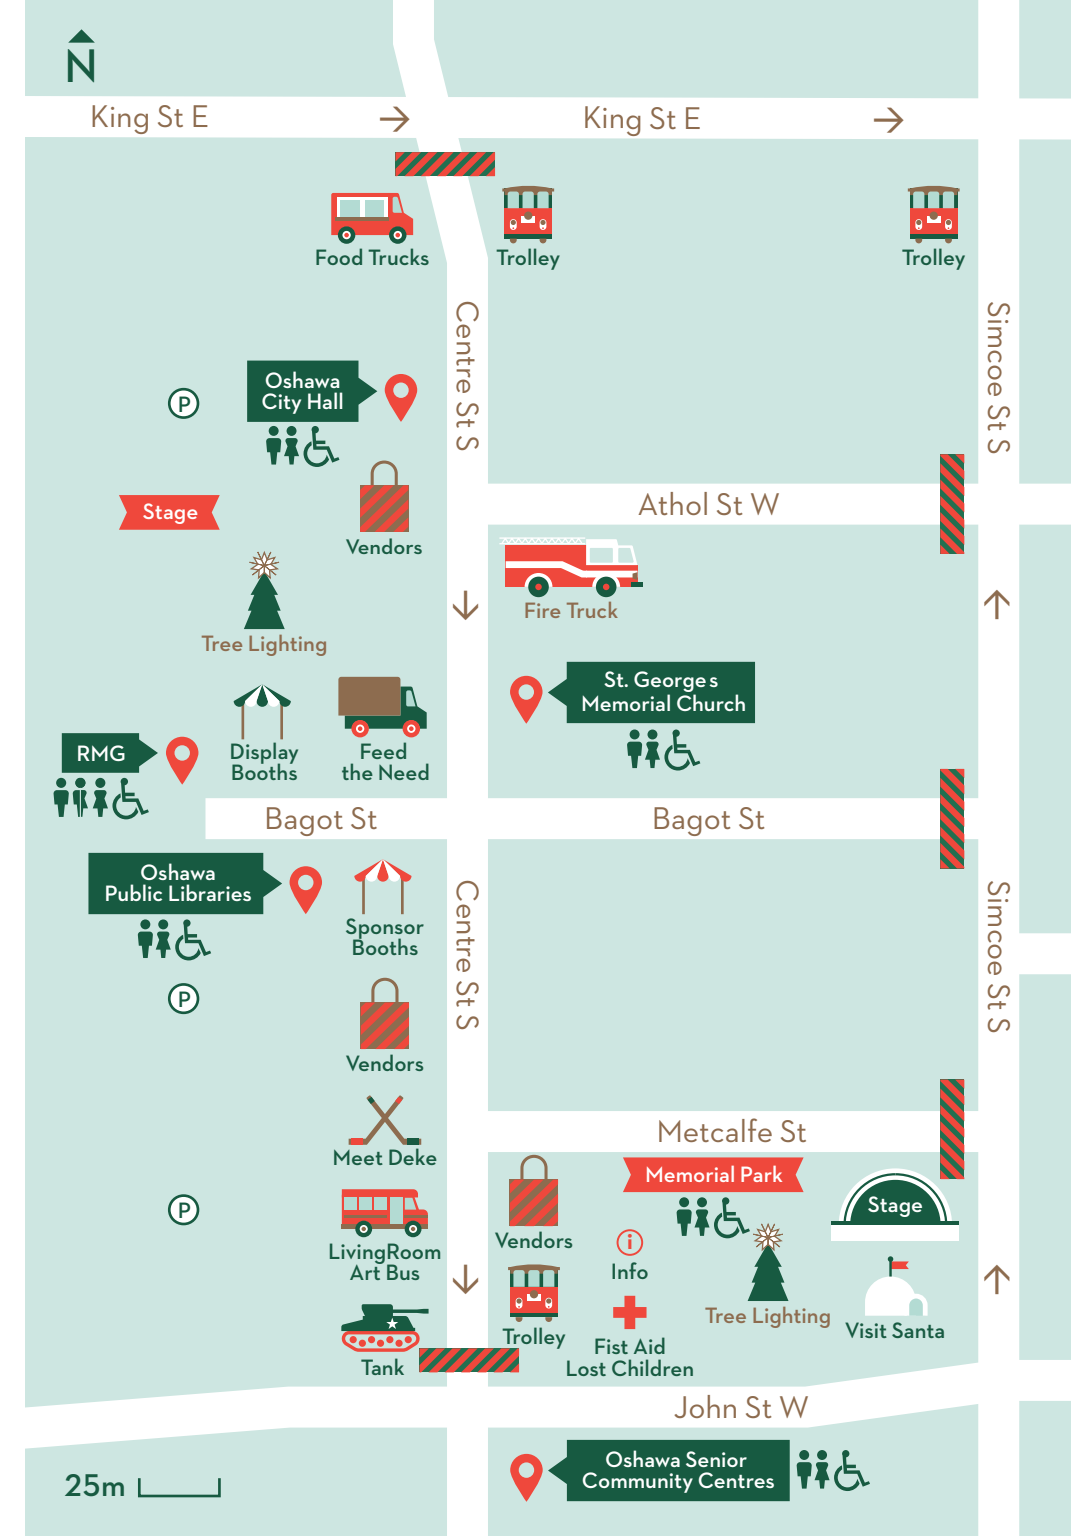 N
King St E
King St E
Food Trucks
Trolley
Trolley
Centre St S
Simcoe St S
Oshawa
City Hall
P
Vendors
Stage
Athol St W
Fire Truck
Tree Lighting
St. Georges
Memorial Church
RMG
Display
Booths
Feed
the Need
Bagot St
Bagot St
Oshawa
Public Libraries
Sponsor
Booths
Centre St S
Simcoe St S
P
Vendors
Metcalfe St
Meet Deke
Memorial Park
Stage
P
Vendors
LivingRoom
Art Bus
i
Info
Tree Lighting
Visit Santa
Trolley
Fist Aid
Lost Children
Tank
John St W
Oshawa Senior
Community Centres
25m